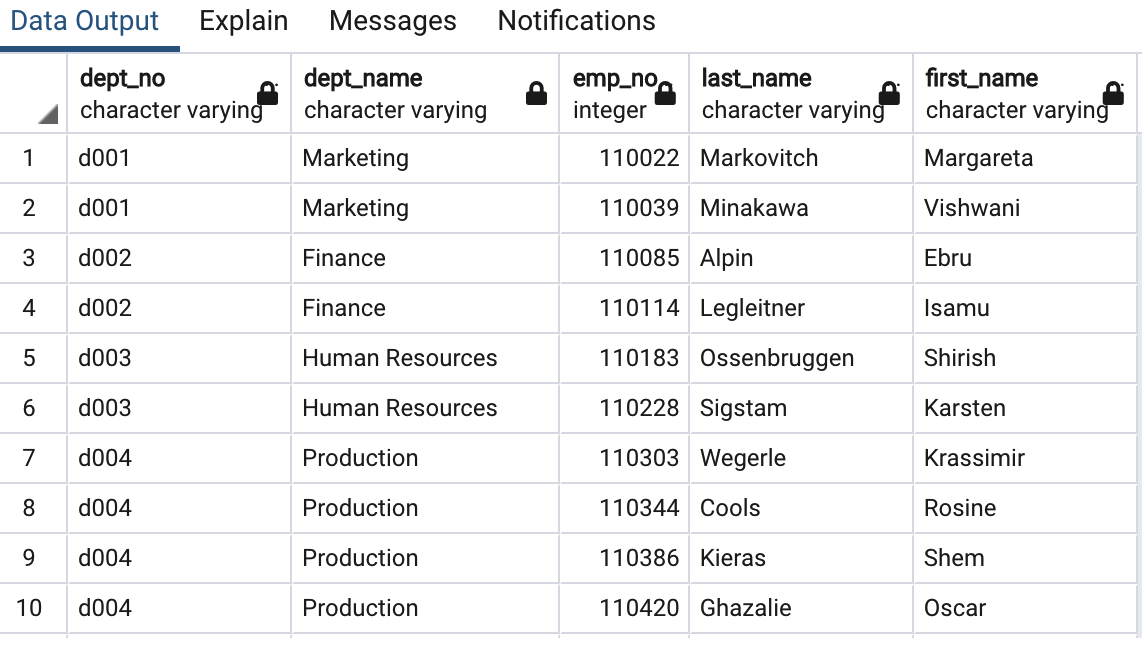 Data Output Explain Messages Notifications
dept_no dept_name emp_no last_name first_name
character varying character varying integer character varying character varying
1 d001 Marketing 110022 Markovitch Margareta
2 d001 Marketing 110039 Minakawa Vishwani
3 d002 Finance 110085 Alpin Ebru
4 d002 Finance 110114 Legleitner Isamu
5 d003 Human Resources 110183 Ossenbruggen Shirish
6 d003 Human Resources 110228 Sigstam Karsten
7 d004 Production 110303 Wegerle Krassimir
8 d004 Production 110344 Cools Rosine
9 d004 Production 110386 Kieras Shem
10 d004 Production 110420 Ghazalie Oscar